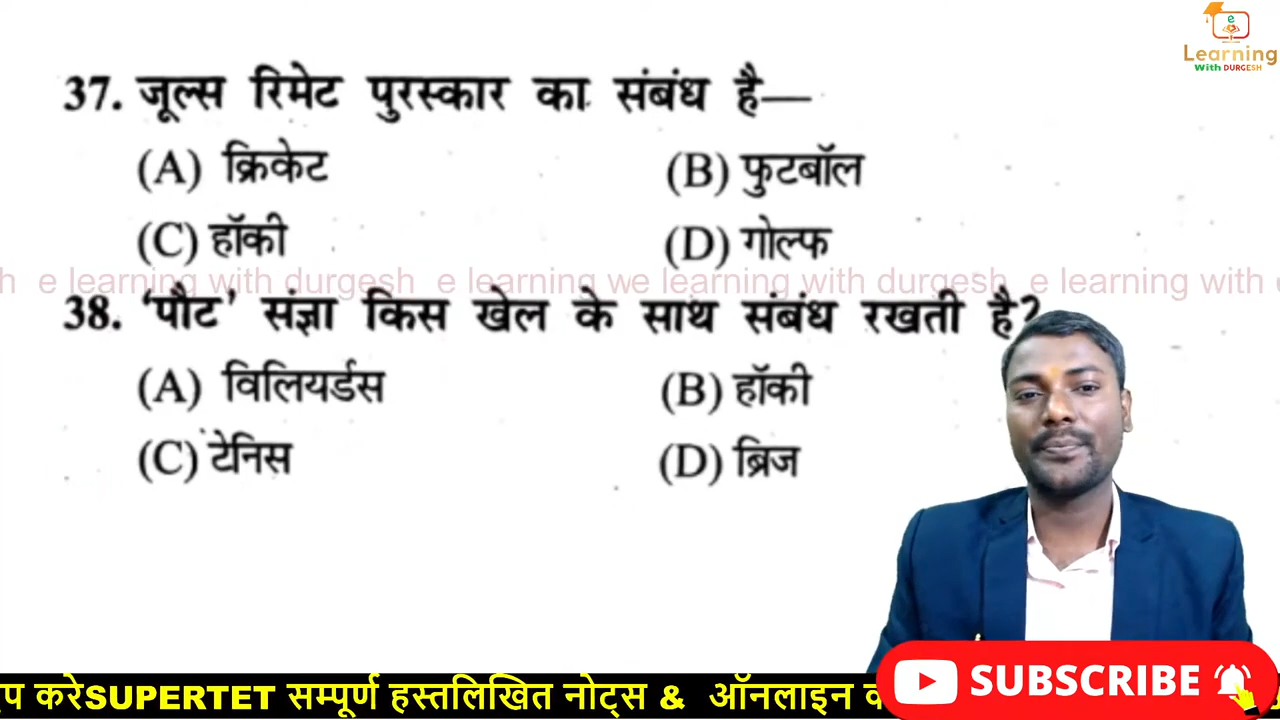 e
Learning
With DURGESH
37. जूल्स रिमेट पुरस्कार का संबंध है—
(A) क्रिकेट (B) फुटबॉल
(C) हॉकी (D) गोल्फ
h e learning with durgesh e learning we learning with durgesh e learning with
38. ‘पौट’ संज्ञा किस खेल के साथ संबंध रखती है?
(A) विलियर्डस (B) हॉकी
(C) टेनिस (D) ब्रिज
SUBSCRIBE
करेSUPERTET सम्पूर्ण हस्तलिखित नोट्स & ऑनलाइन